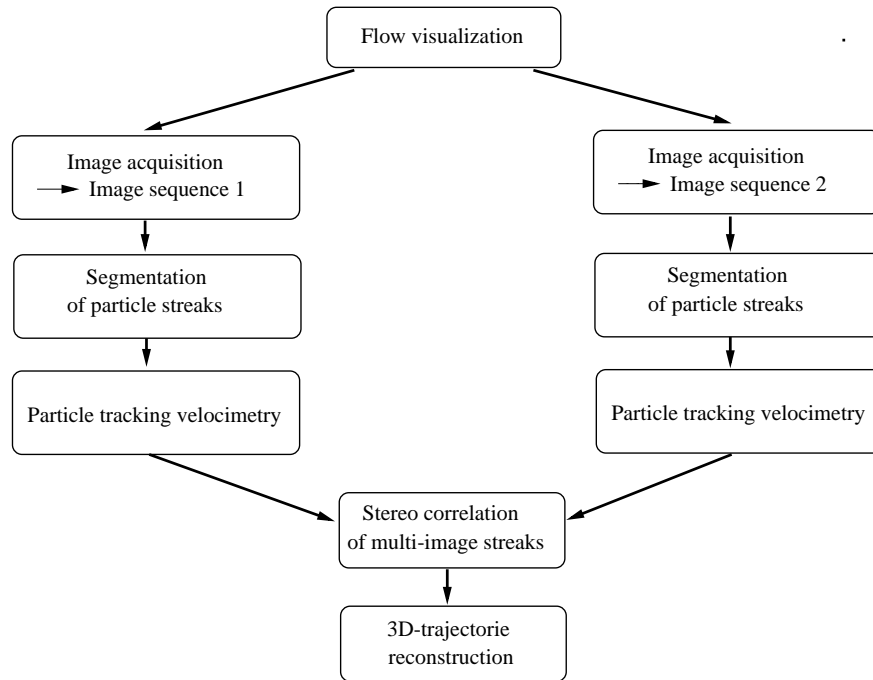 Flow visualization
Image acquisition
Image sequence 1
Segmentation
of particle streaks
Particle tracking velocimetry
Image acquisition
Image sequence 2
Segmentation
of particle streaks
Particle tracking velocimetry
Stereo correlation
of multi-image streaks
3D-trajectorie
reconstruction